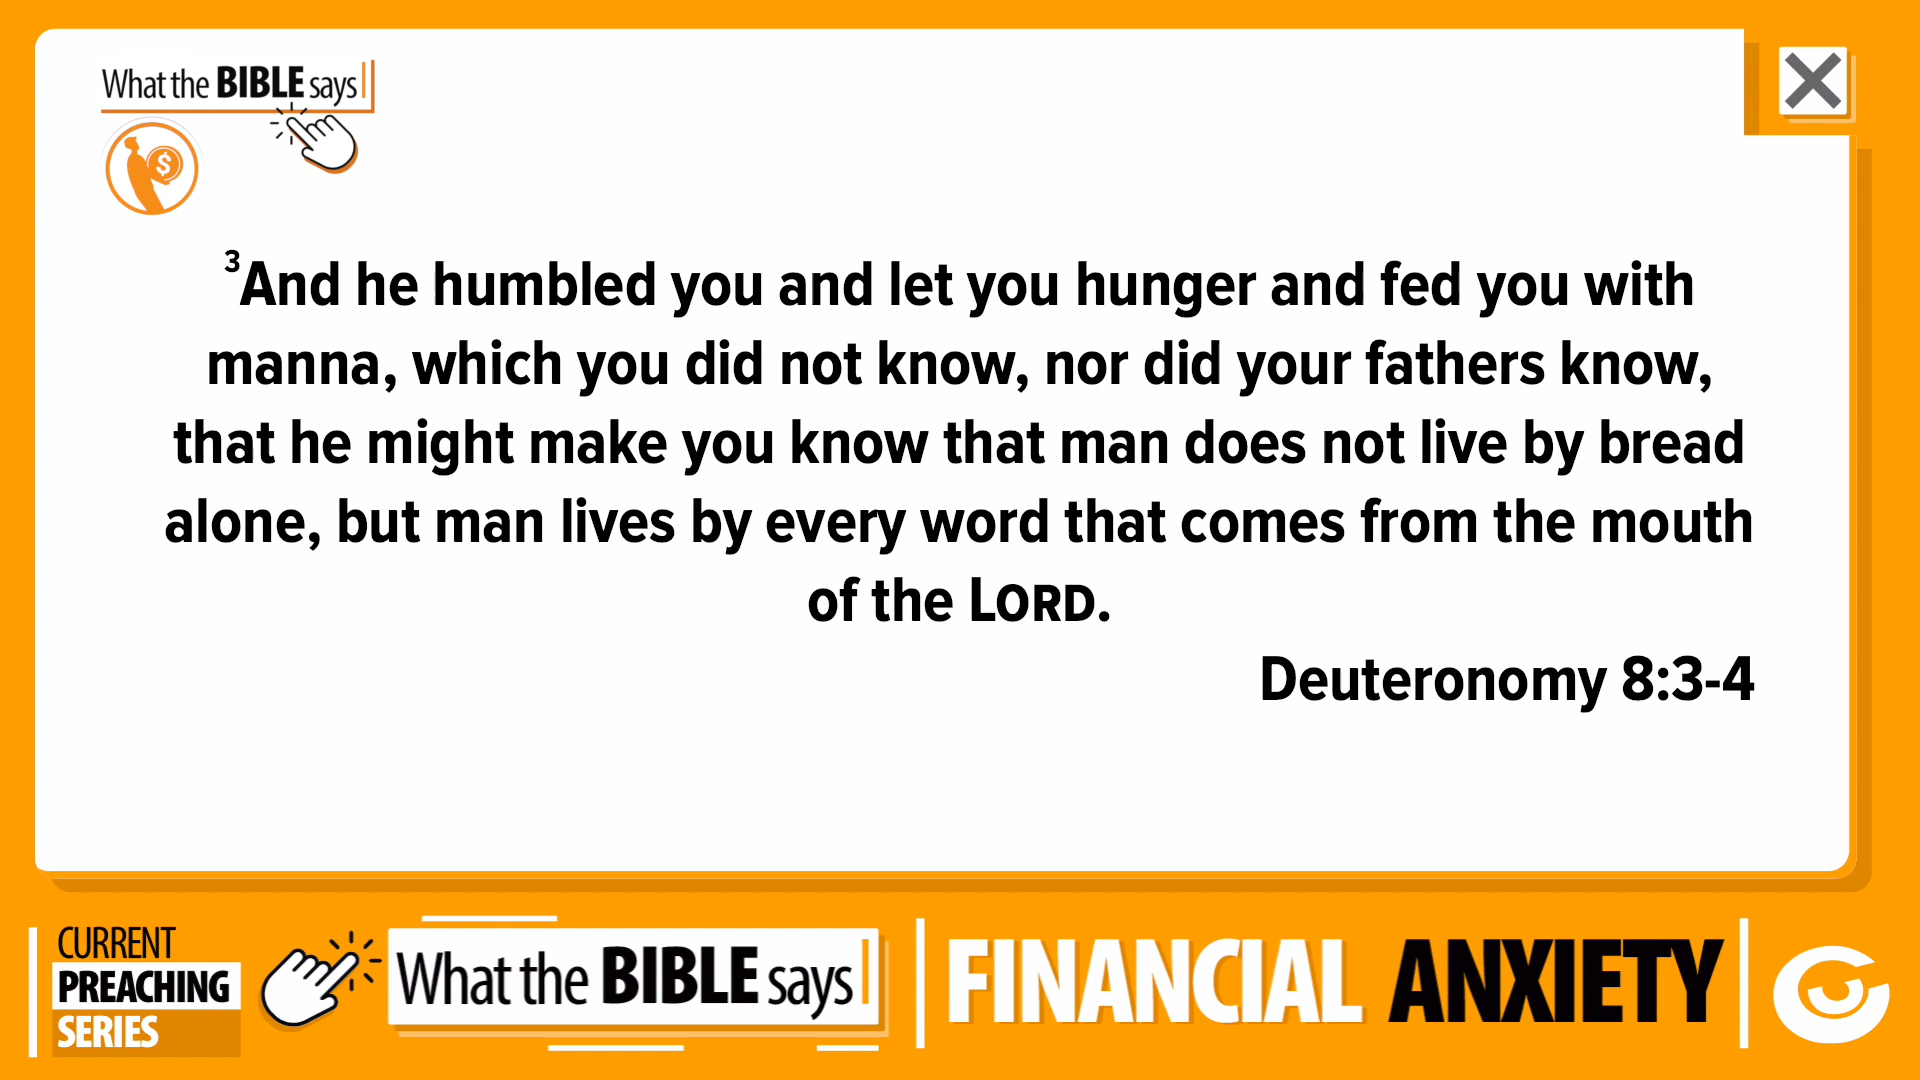 What the BIBLE says
$
³And he humbled you and let you hunger and fed you with
manna, which you did not know, nor did your fathers know,
that he might make you know that man does not live by bread
alone, but man lives by every word that comes from the mouth
of the LORD.
Deuteronomy 8:3-4
CURRENT
PREACHING
SERIES
What the BIBLE says
FINANCIAL ANXIETY